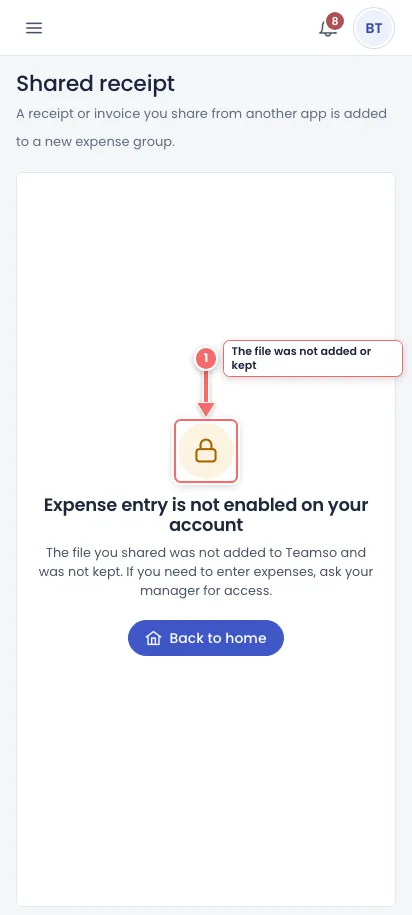 8
BT
Shared receipt
A receipt or invoice you share from another app is added
to a new expense group.
1
The file was not added or
kept
Expense entry is not enabled on your
account
The file you shared was not added to Teamso and
was not kept. If you need to enter expenses, ask your
manager for access.
Back to home